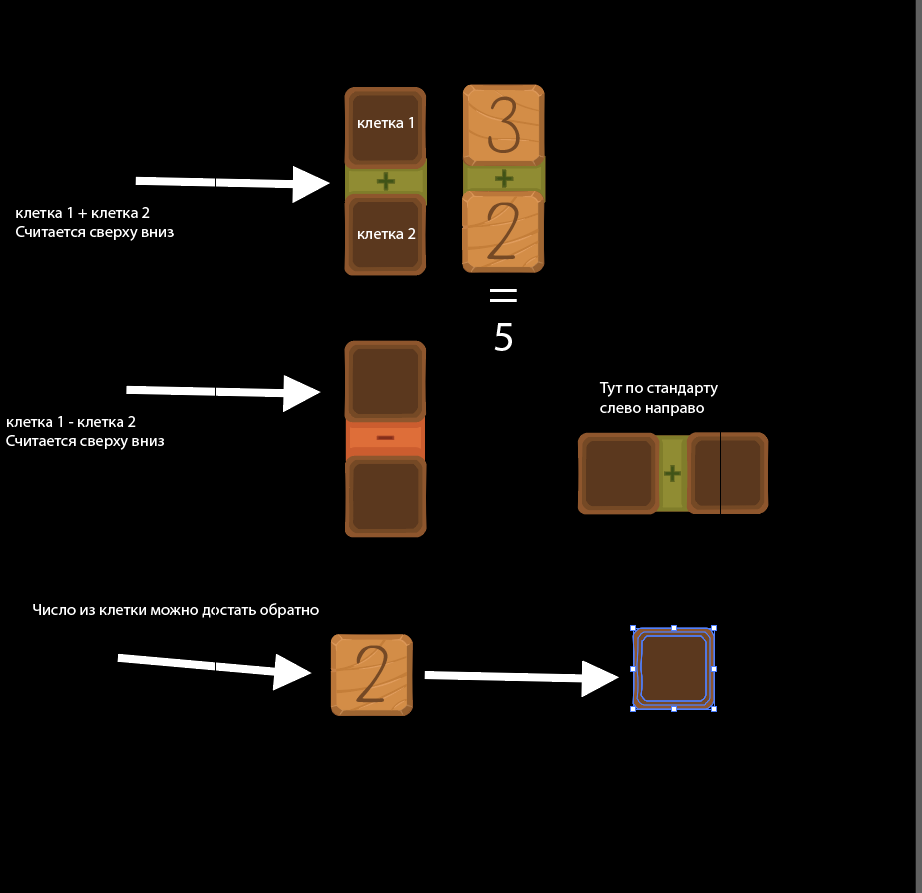 клетка 1
3
+
+
клетка 1 + клетка 2
Считается сверху вниз
клетка 2
2
=
5
Тут по стандарту
слево направо
клетка 1 - клетка 2
Считается сверху вниз
-
+
Число из клетки можно достать обратно
2